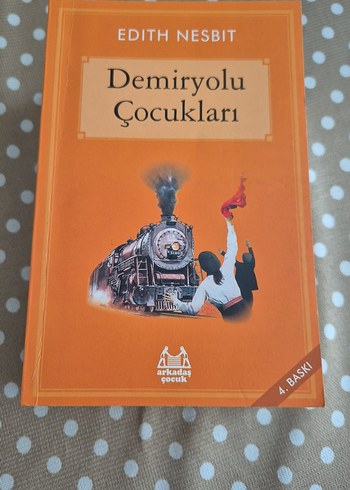 EDITH NESBIT
Demiryolu
Çocukları
arkadaş
çocuk
4. BASKI